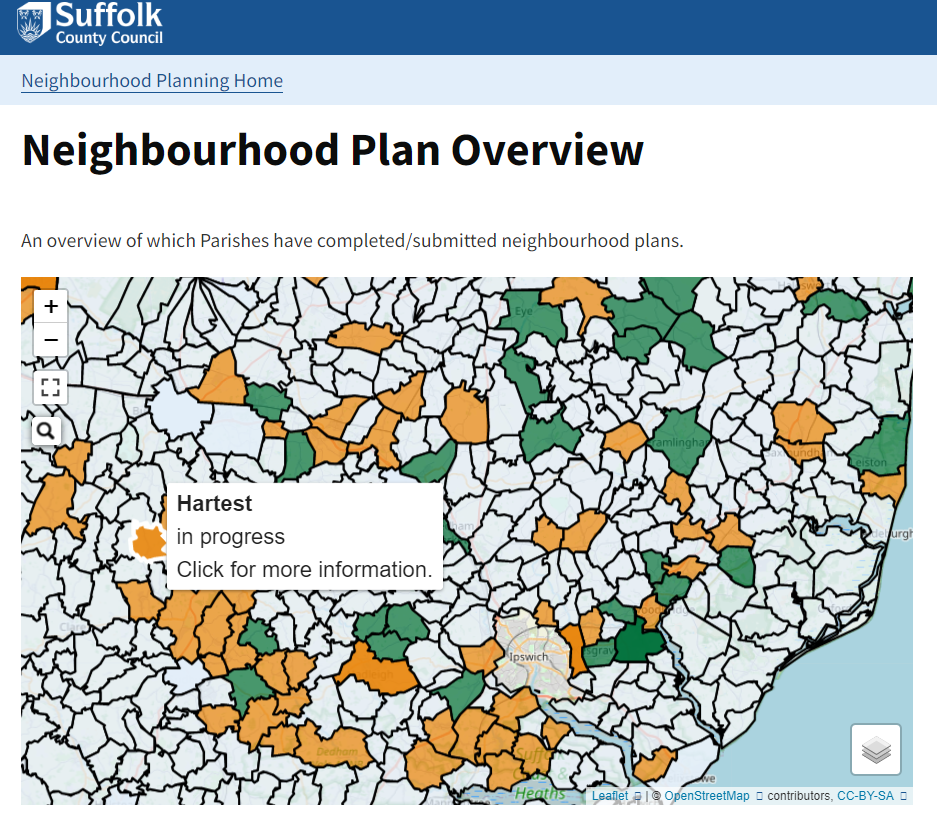 Suffolk
County Council
Neighbourhood Planning Home
Neighbourhood Plan Overview
An overview of which Parishes have completed/submitted neighbourhood plans.
+
−
Eye
Hartest
in progress
Click for more information.
Leiston
Clare
Ipswich
Dedham
Heaths
Leaflet | © OpenStreetMap contributors, CC-BY-SA